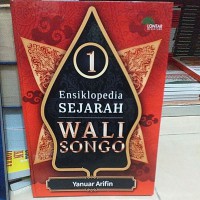 1
Ensiklopedia
SEJARAH
WALI
SONGO
Yanuar Arifin